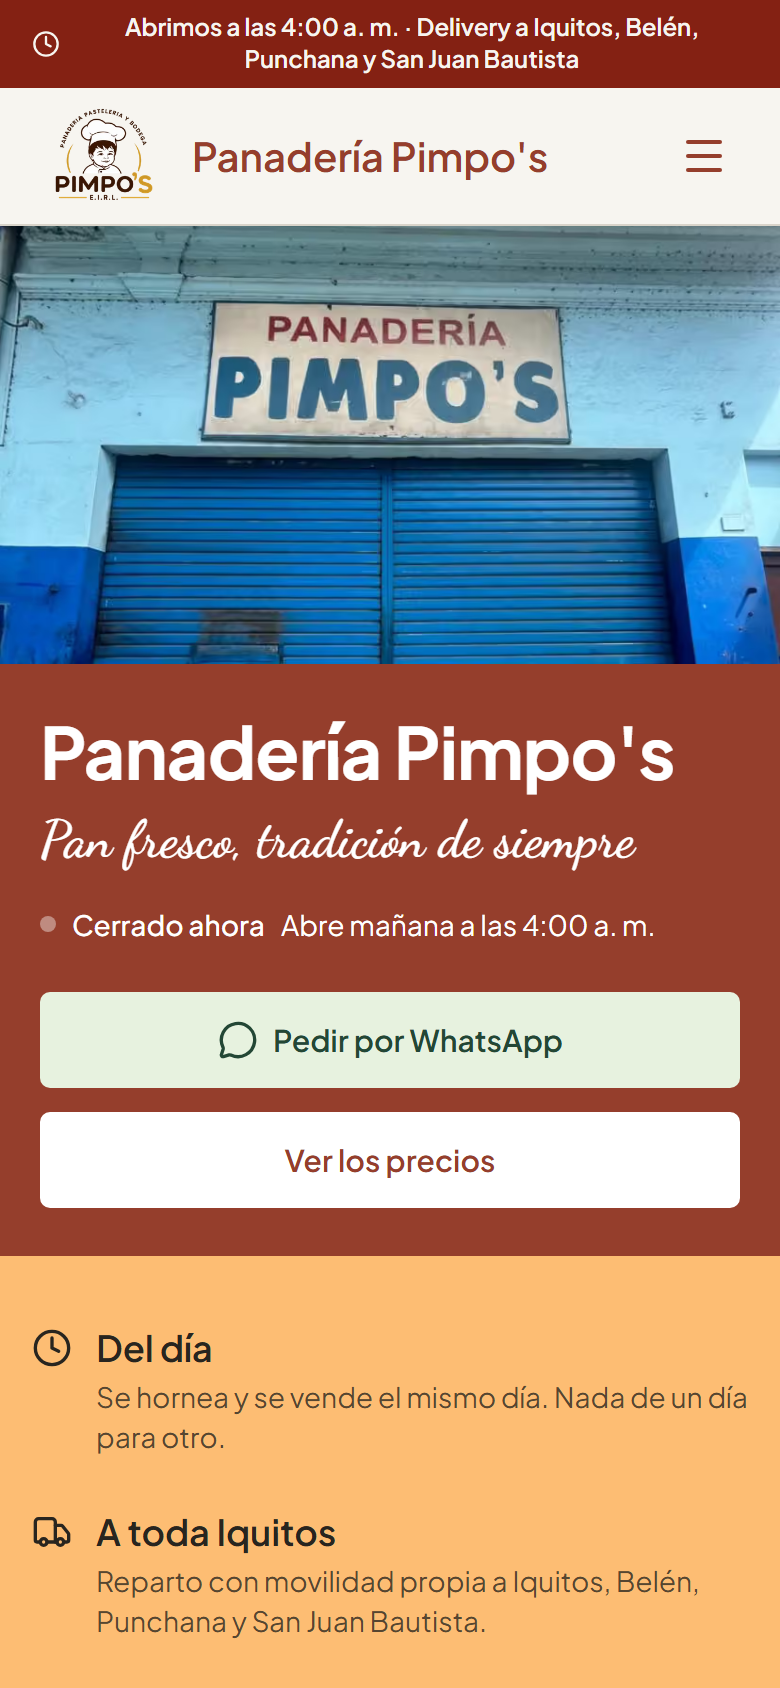 Abrimos a las 4:00 a. m. · Delivery a Iquitos, Belén,
Punchana y San Juan Bautista
PANADERÍA PASTELERÍA Y BODEGA
PIMPO'S
E.I.R.L.
Panadería Pimpo's
PANADERÍA
PIMPO'S
Panadería Pimpo's
Pan fresco, tradición de siempre
Cerrado ahora Abre mañana a las 4:00 a. m.
Pedir por WhatsApp
Ver los precios
Del día
Se hornea y se vende el mismo día. Nada de un día
para otro.
A toda Iquitos
Reparto con movilidad propia a Iquitos, Belén,
Punchana y San Juan Bautista.